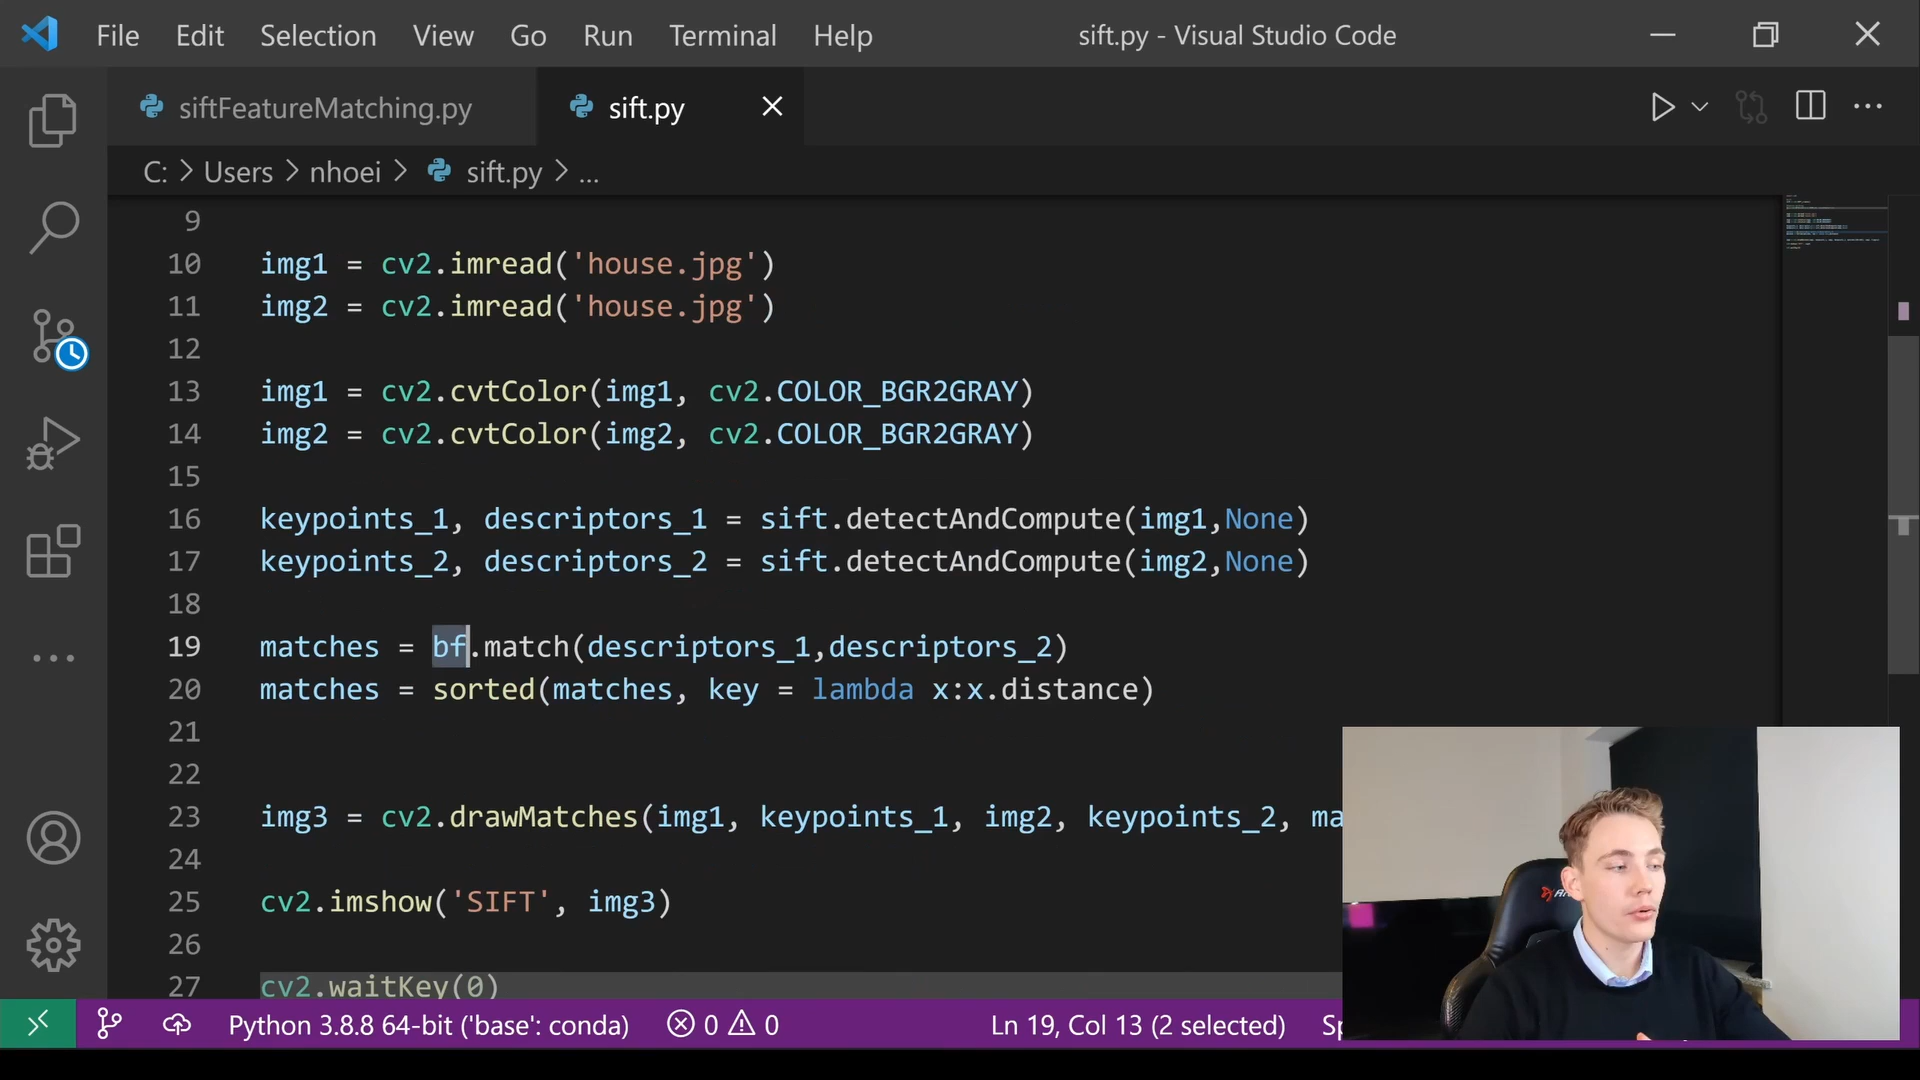 File Edit Selection View Go Run Terminal Help sift.py - Visual Studio Code
siftFeatureMatching.py sift.py
C: > Users > nhoei > sift.py > ...
9
10 img1 = cv2.imread('house.jpg')
11 img2 = cv2.imread('house.jpg')
12
13 img1 = cv2.cvtColor(img1, cv2.COLOR_BGR2GRAY)
14 img2 = cv2.cvtColor(img2, cv2.COLOR_BGR2GRAY)
15
16 keypoints_1, descriptors_1 = sift.detectAndCompute(img1,None)
17 keypoints_2, descriptors_2 = sift.detectAndCompute(img2,None)
18
19 matches = bf.match(descriptors_1,descriptors_2)
20 matches = sorted(matches, key = lambda x:x.distance)
21
22
23 img3 = cv2.drawMatches(img1, keypoints_1, img2, keypoints_2, ma
24
25 cv2.imshow('SIFT', img3)
26
27 cv2.waitKey(0)
Python 3.8.8 64-bit ('base': conda) 0 0 Ln 19, Col 13 (2 selected)